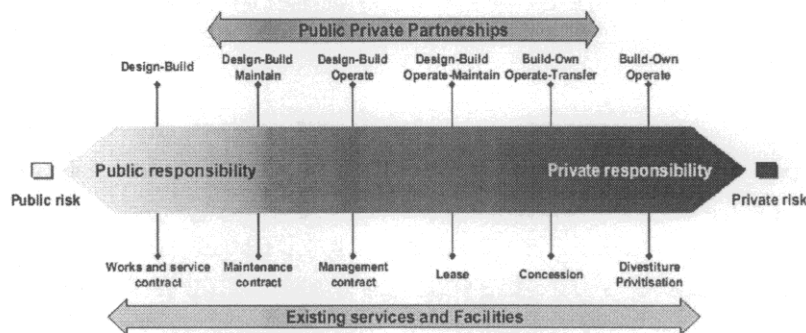 Public Private Partnerships
Design-Build
Design-Build
Maintain
Design-Build
Operate
Design-Build
Operate-Maintain
Build-Own
Operate-Transfer
Build-Own
Operate
Public responsibility
Private responsibility
Public risk
Private risk
Works and service
contract
Maintenance
contract
Management
contract
Lease
Concession
Divestiture
Privitisation
Existing services and Facilities